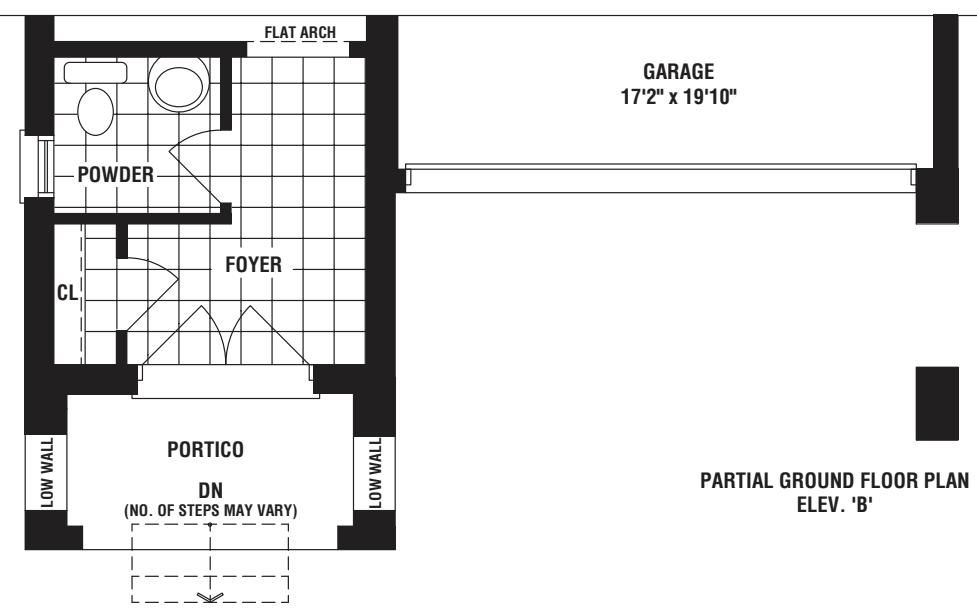 FLAT ARCH
GARAGE
17'2" x 19'10"
POWDER
FOYER
CL
LOW WALL
PORTICO
LOW WALL
DN
(NO. OF STEPS MAY VARY)
PARTIAL GROUND FLOOR PLAN
ELEV. 'B'